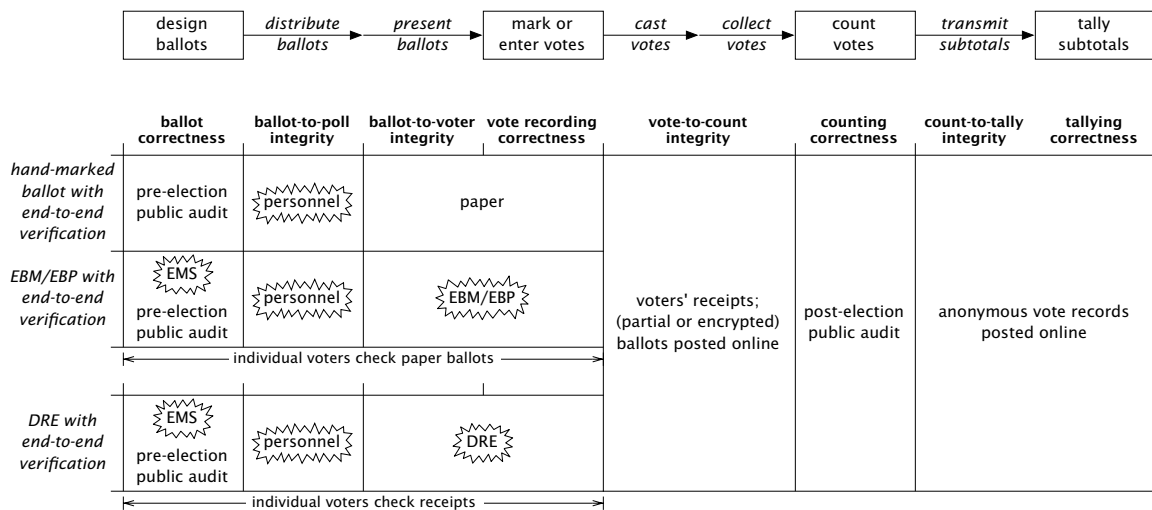 design
ballots
distribute
ballots
present
ballots
mark or
enter votes
cast
votes
collect
votes
count
votes
transmit
subtotals
tally
subtotals
ballot
correctness
ballot-to-poll
integrity
ballot-to-voter
integrity
vote recording
correctness
vote-to-count
integrity
counting
correctness
count-to-tally
integrity
tallying
correctness
hand-marked
ballot with
end-to-end
verification
pre-election
public audit
personnel
paper
EBM/EBP with
end-to-end
verification
EMS
pre-election
public audit
personnel
EBM/EBP
voters' receipts;
(partial or encrypted)
ballots posted online
post-election
public audit
anonymous vote records
posted online
individual voters check paper ballots
DRE with
end-to-end
verification
EMS
pre-election
public audit
personnel
DRE
individual voters check receipts